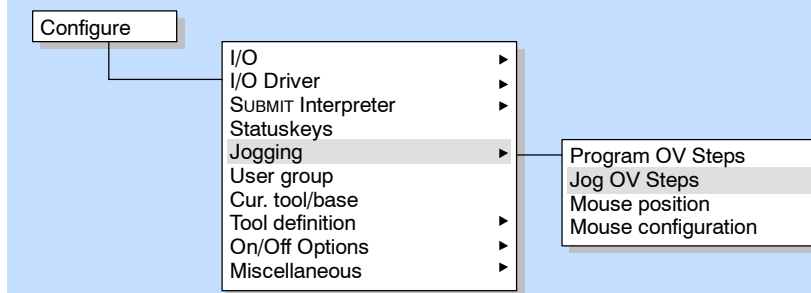 Configure
I/O
I/O Driver
SUBMIT Interpreter
Statuskeys
Jogging
User group
Cur. tool/base
Tool definition
On/Off Options
Miscellaneous
Program OV Steps
Jog OV Steps
Mouse position
Mouse configuration